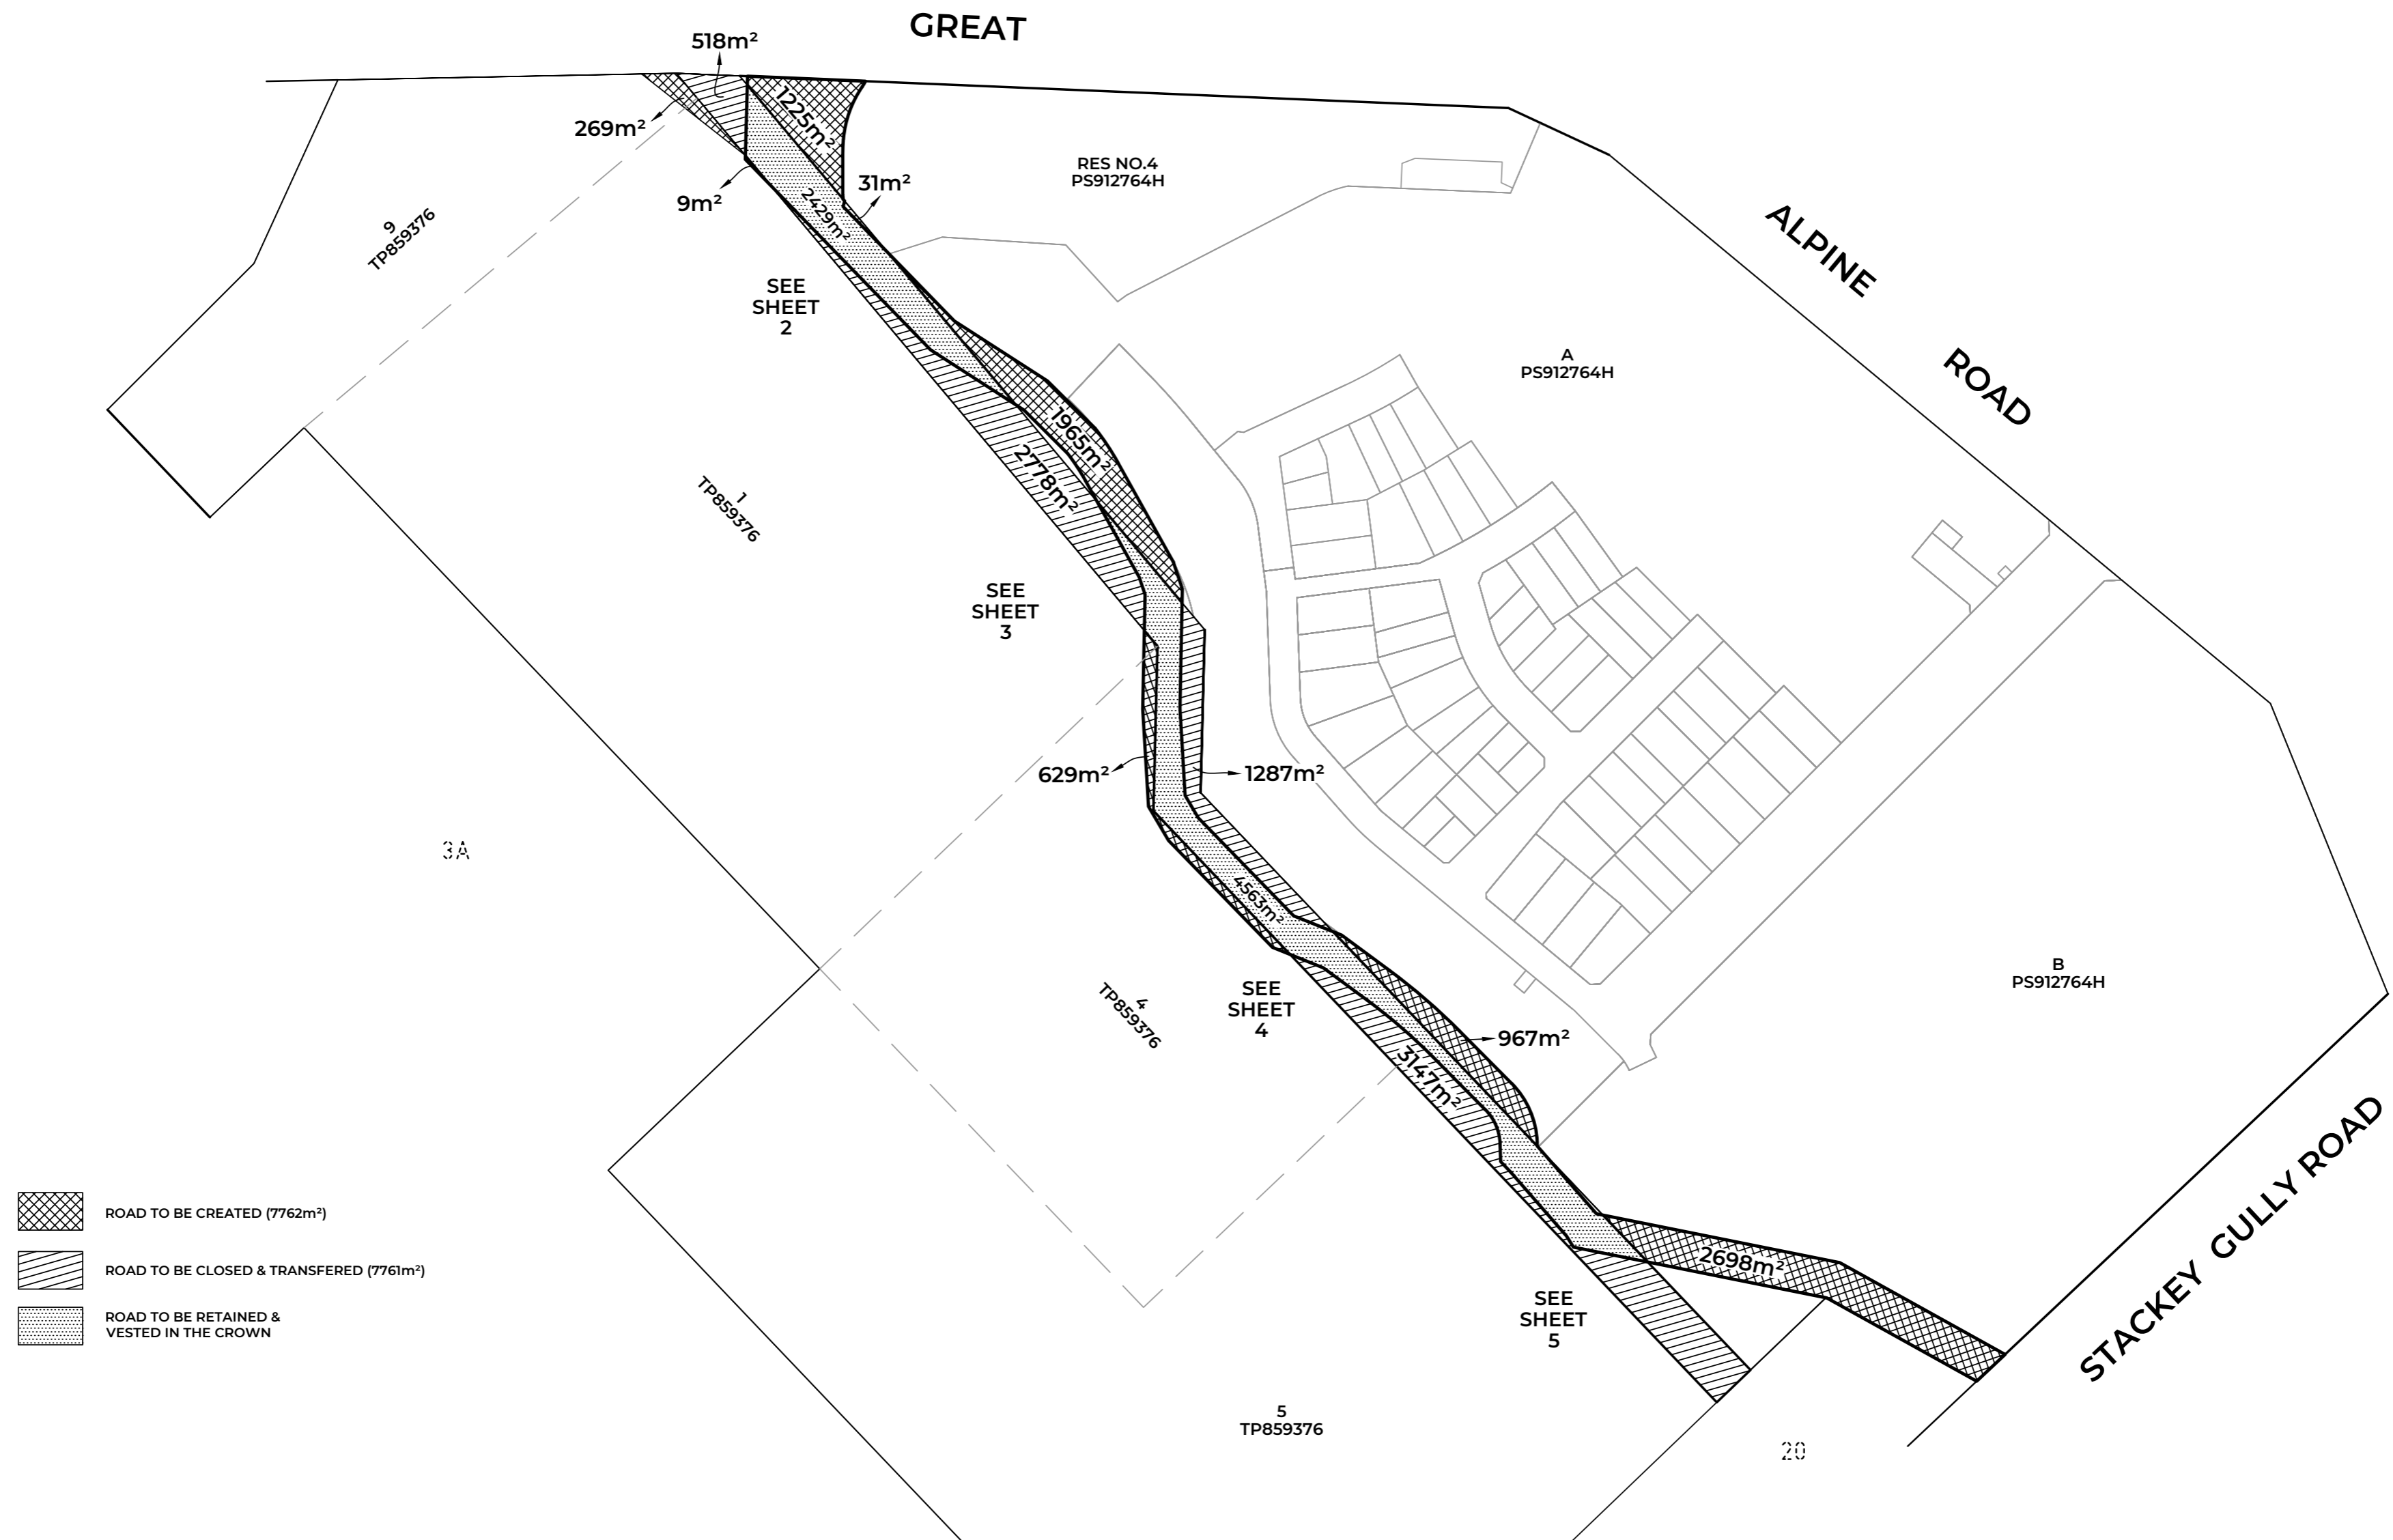 GREAT
518m²
1225m²
269m²
31m²
9m²
2429m²
RES NO.4
PS912764H
ALPINE
ROAD
9
TP859376
SEE
SHEET
2
A
PS912764H
1965m²
2778m²
1
TP859376
SEE
SHEET
3
629m²
1287m²
3A
4563m²
B
PS912764H
4
TP859376
SEE
SHEET
4
967m²
3147m²
STACKEY GULLY ROAD
2698m²
SEE
SHEET
5
5
TP859376
20
ROAD TO BE CREATED (7762m²)
ROAD TO BE CLOSED & TRANSFERED (7761m²)
ROAD TO BE RETAINED &
VESTED IN THE CROWN